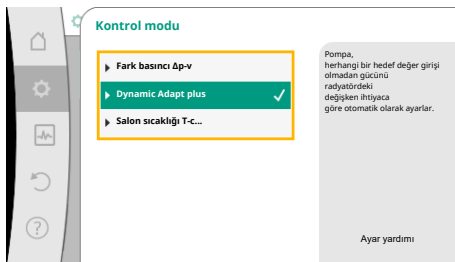 Kontrol modu
Fark basıncı Δp-v
Dynamic Adapt plus
Salon sıcaklığı T-c...
Pompa,
herhangi bir hedef değer girişi
olmadan gücünü
radyatördeki
değişken ihtiyaca
göre otomatik olarak ayarlar.
Ayar yardımı